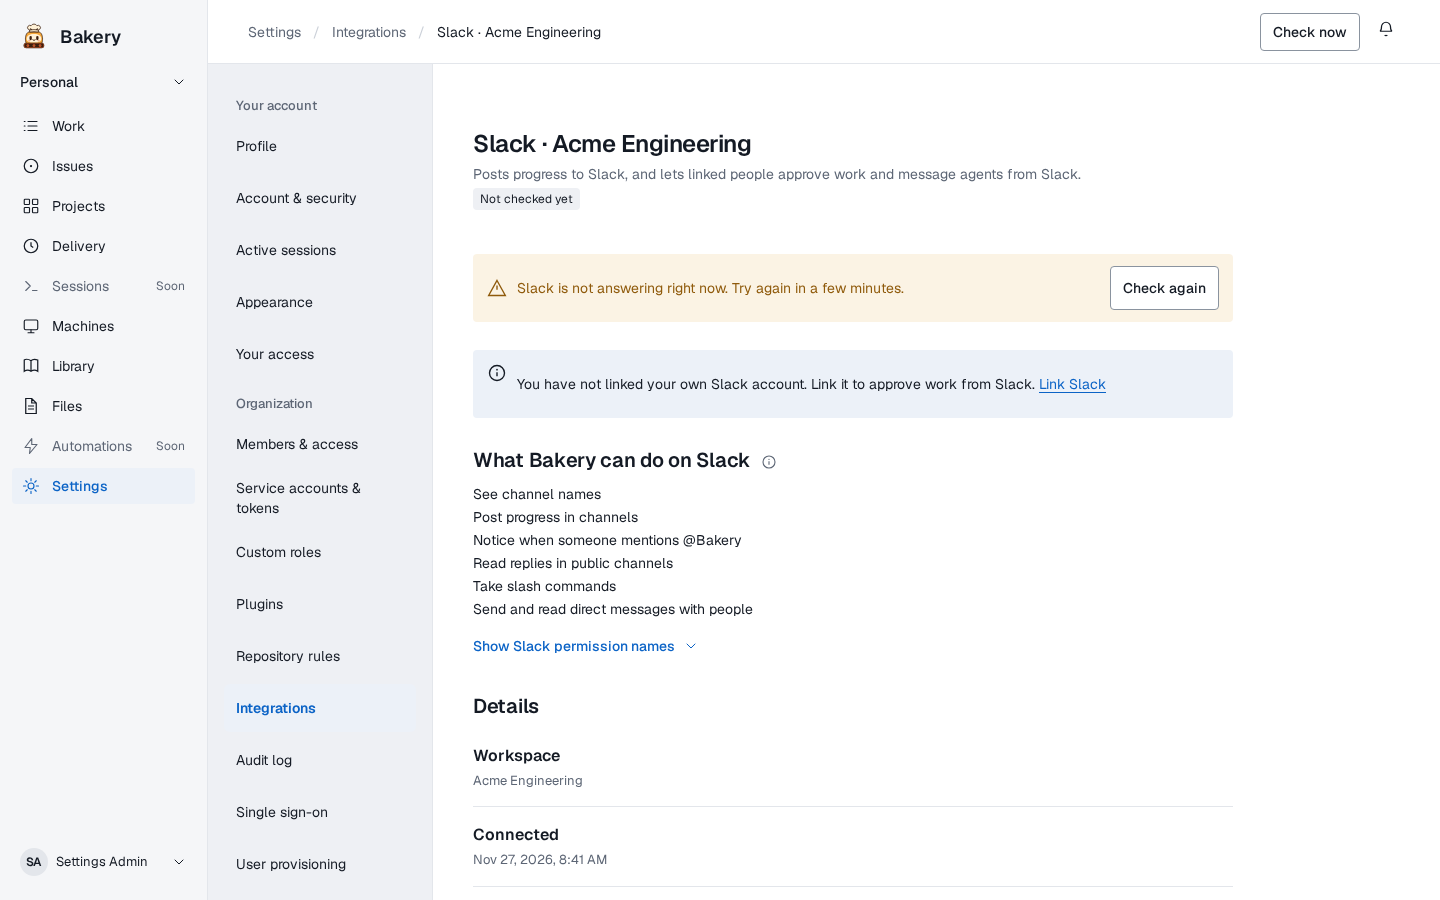 Bakery
Personal
Work
Issues
Projects
Delivery
Sessions Soon
Machines
Library
Files
Automations Soon
Settings
SA Settings Admin
Settings / Integrations / Slack · Acme Engineering
Check now
Your account
Profile
Account & security
Active sessions
Appearance
Your access
Organization
Members & access
Service accounts &
tokens
Custom roles
Plugins
Repository rules
Integrations
Audit log
Single sign-on
User provisioning
Slack · Acme Engineering
Posts progress to Slack, and lets linked people approve work and message agents from Slack.
Not checked yet
Slack is not answering right now. Try again in a few minutes.
Check again
You have not linked your own Slack account. Link it to approve work from Slack. Link Slack
What Bakery can do on Slack
See channel names
Post progress in channels
Notice when someone mentions @Bakery
Read replies in public channels
Take slash commands
Send and read direct messages with people
Show Slack permission names
Details
Workspace
Acme Engineering
Connected
Nov 27, 2026, 8:41 AM